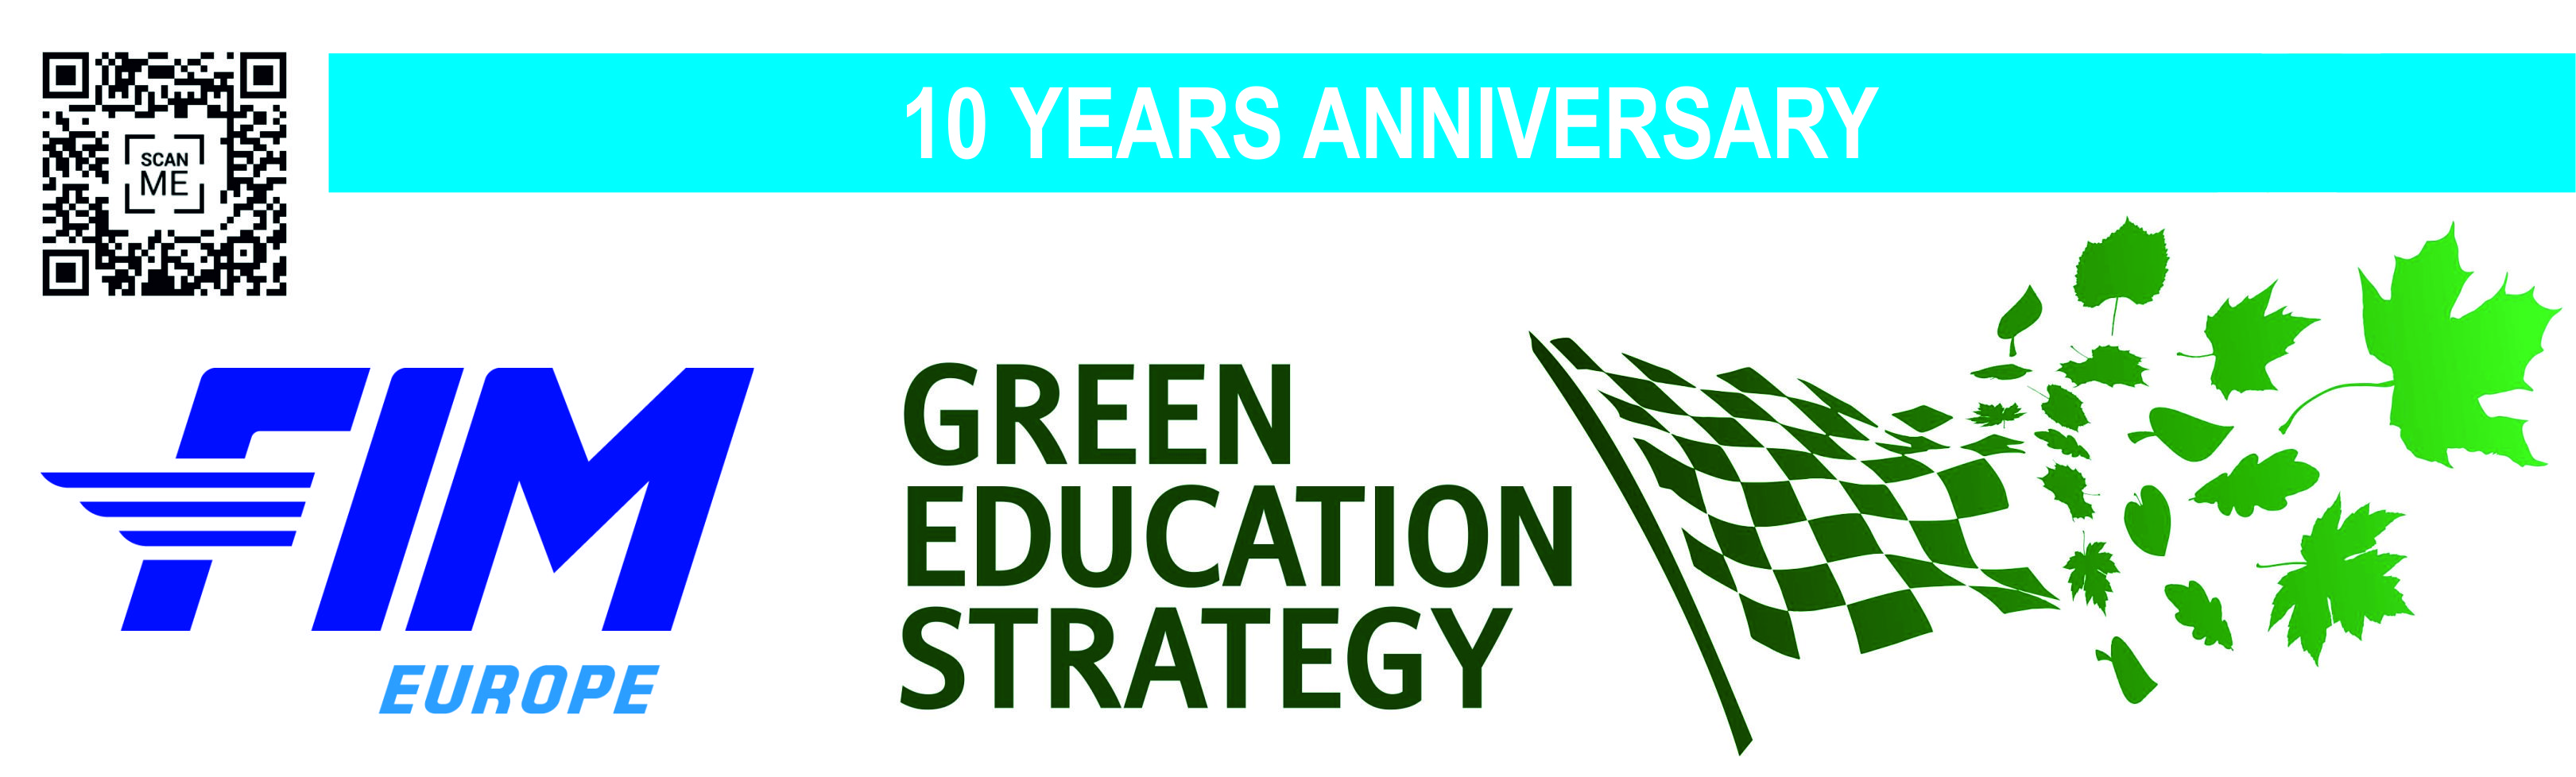 10 YEARS ANNIVERSARY
SCAN
ME
FIM
EUROPE
GREEN
EDUCATION
STRATEGY